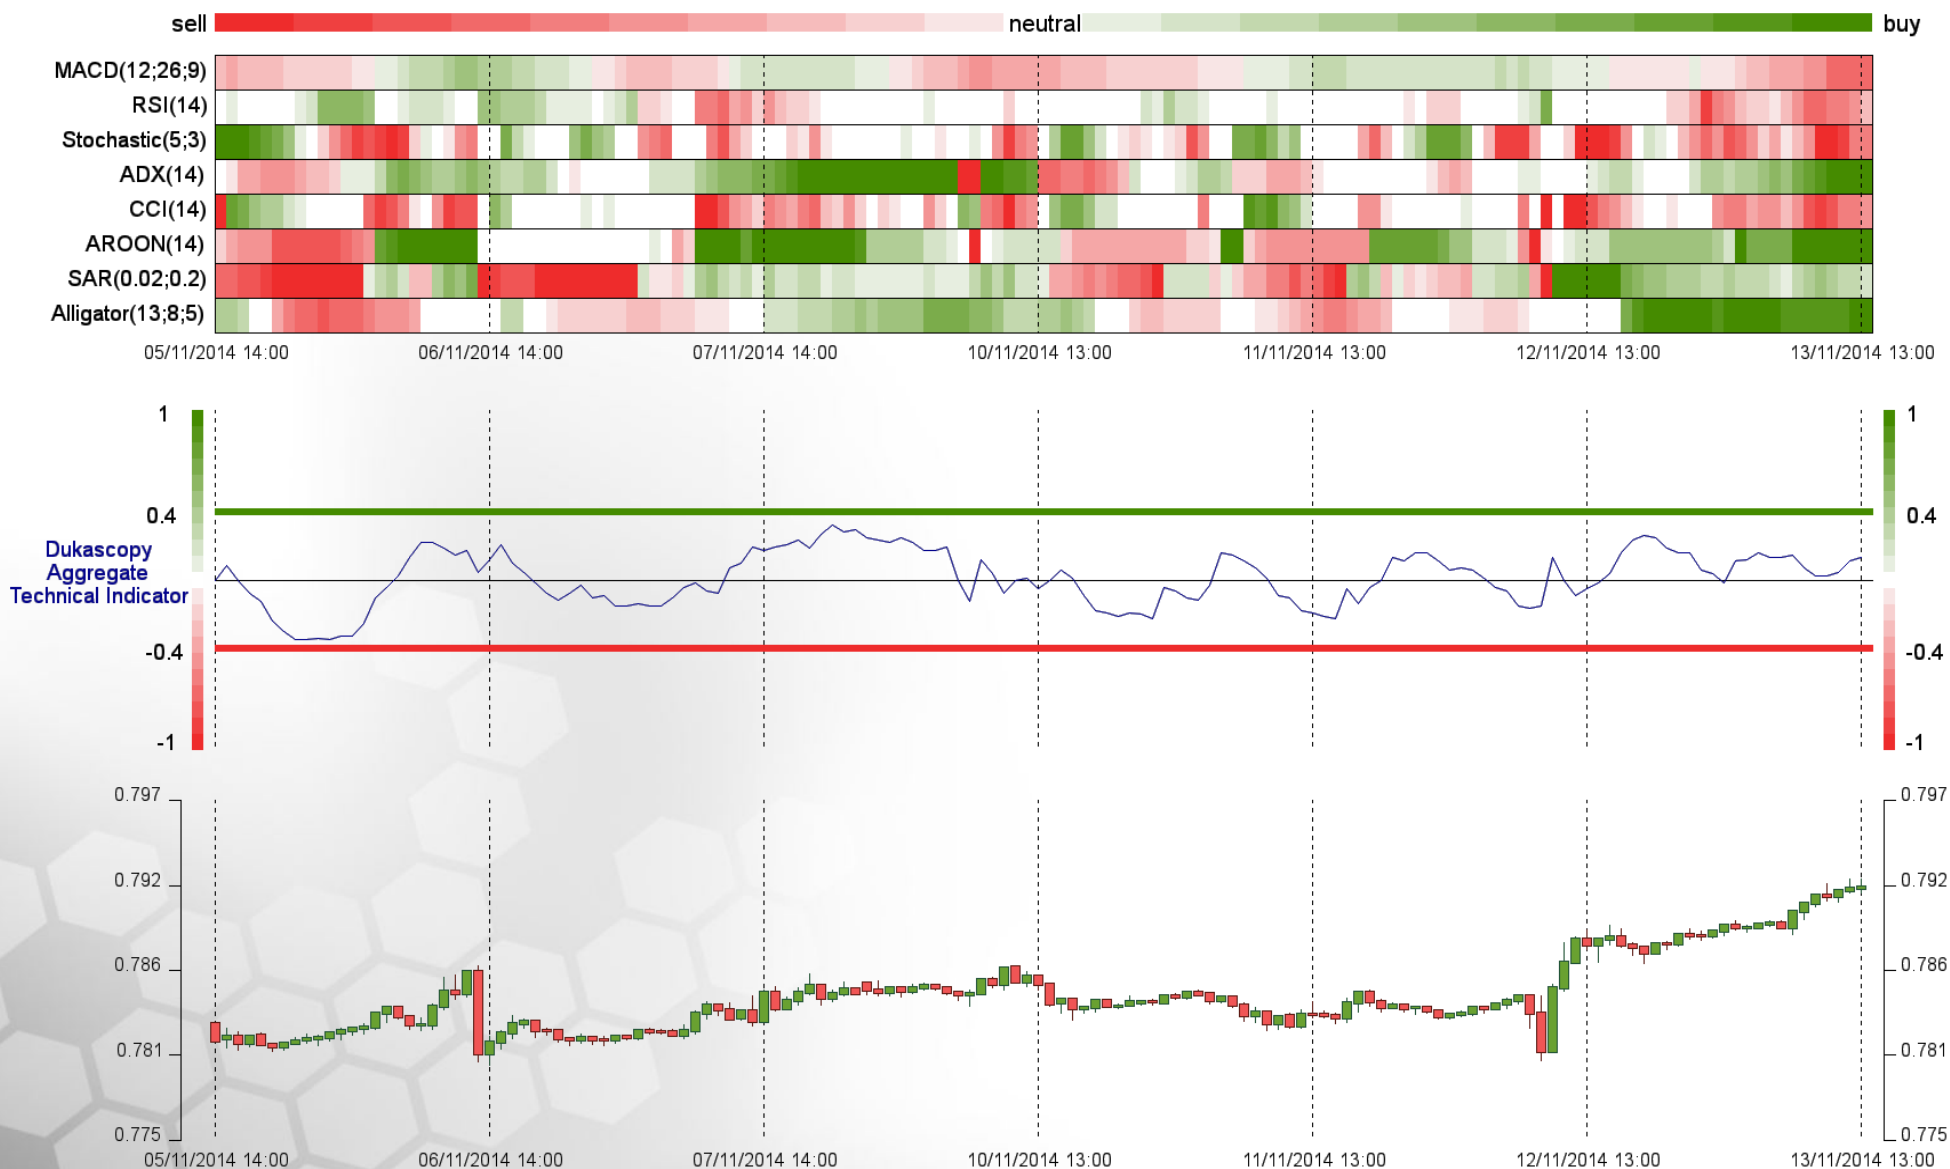 sell neutral buy
MACD(12;26;9)
RSI(14)
Stochastic(5;3)
ADX(14)
CCI(14)
AROON(14)
SAR(0.02;0.2)
Alligator(13;8;5)
05/11/2014 14:00 06/11/2014 14:00 07/11/2014 14:00 10/11/2014 13:00 11/11/2014 13:00 12/11/2014 13:00 13/11/2014 13:00
1 1
0.4 0.4
Dukascopy
Aggregate
Technical Indicator
-0.4 -0.4
-1 -1
0.797 0.797
0.792 0.792
0.786 0.786
0.781 0.781
0.775 0.775
05/11/2014 14:00 06/11/2014 14:00 07/11/2014 14:00 10/11/2014 13:00 11/11/2014 13:00 12/11/2014 13:00 13/11/2014 13:00